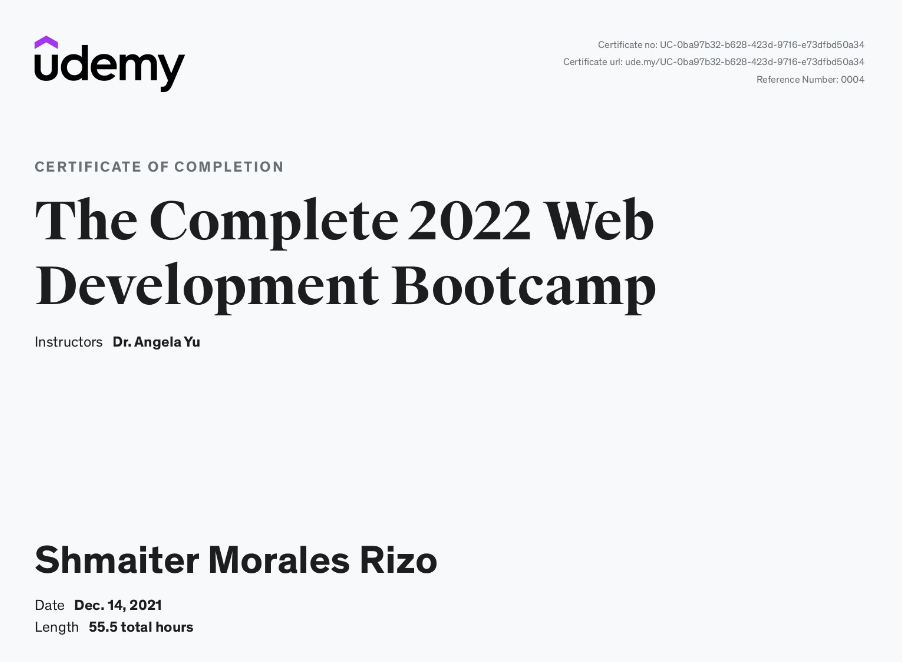 udemy
Certificate no: UC-0ba97b32-b628-423d-9716-e73dfbd50a34
Certificate url: ude.my/UC-0ba97b32-b628-423d-9716-e73dfbd50a34
Reference Number: 0004
CERTIFICATE OF COMPLETION
The Complete 2022 Web
Development Bootcamp
Instructors Dr. Angela Yu
Shmaiter Morales Rizo
Date Dec. 14, 2021
Length 55.5 total hours